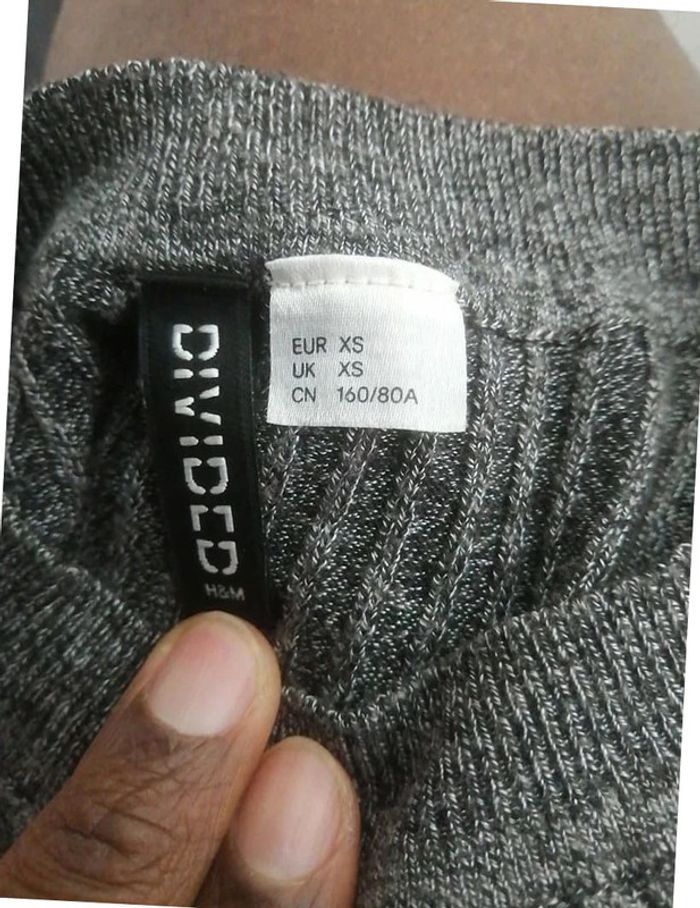 DIVIDED
H&M
EUR XS
UK XS
CN 160/80A